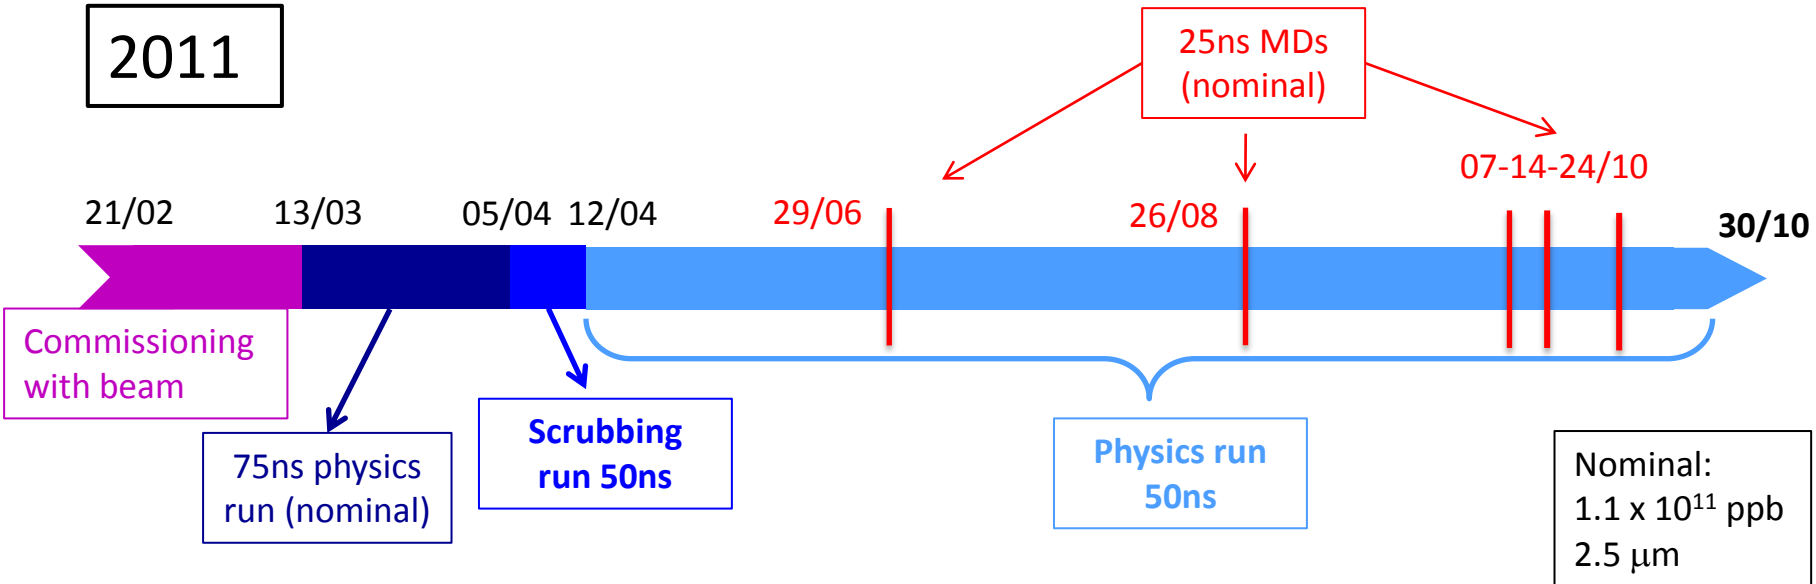 2011
25ns MDs
(nominal)
07-14-24/10
21/02
13/03
05/04
12/04
29/06
26/08
30/10
Commissioning
with beam
75ns physics
run (nominal)
Scrubbing
run 50ns
Physics run
50ns
Nominal:
1.1 x 10¹¹ ppb
2.5 μm